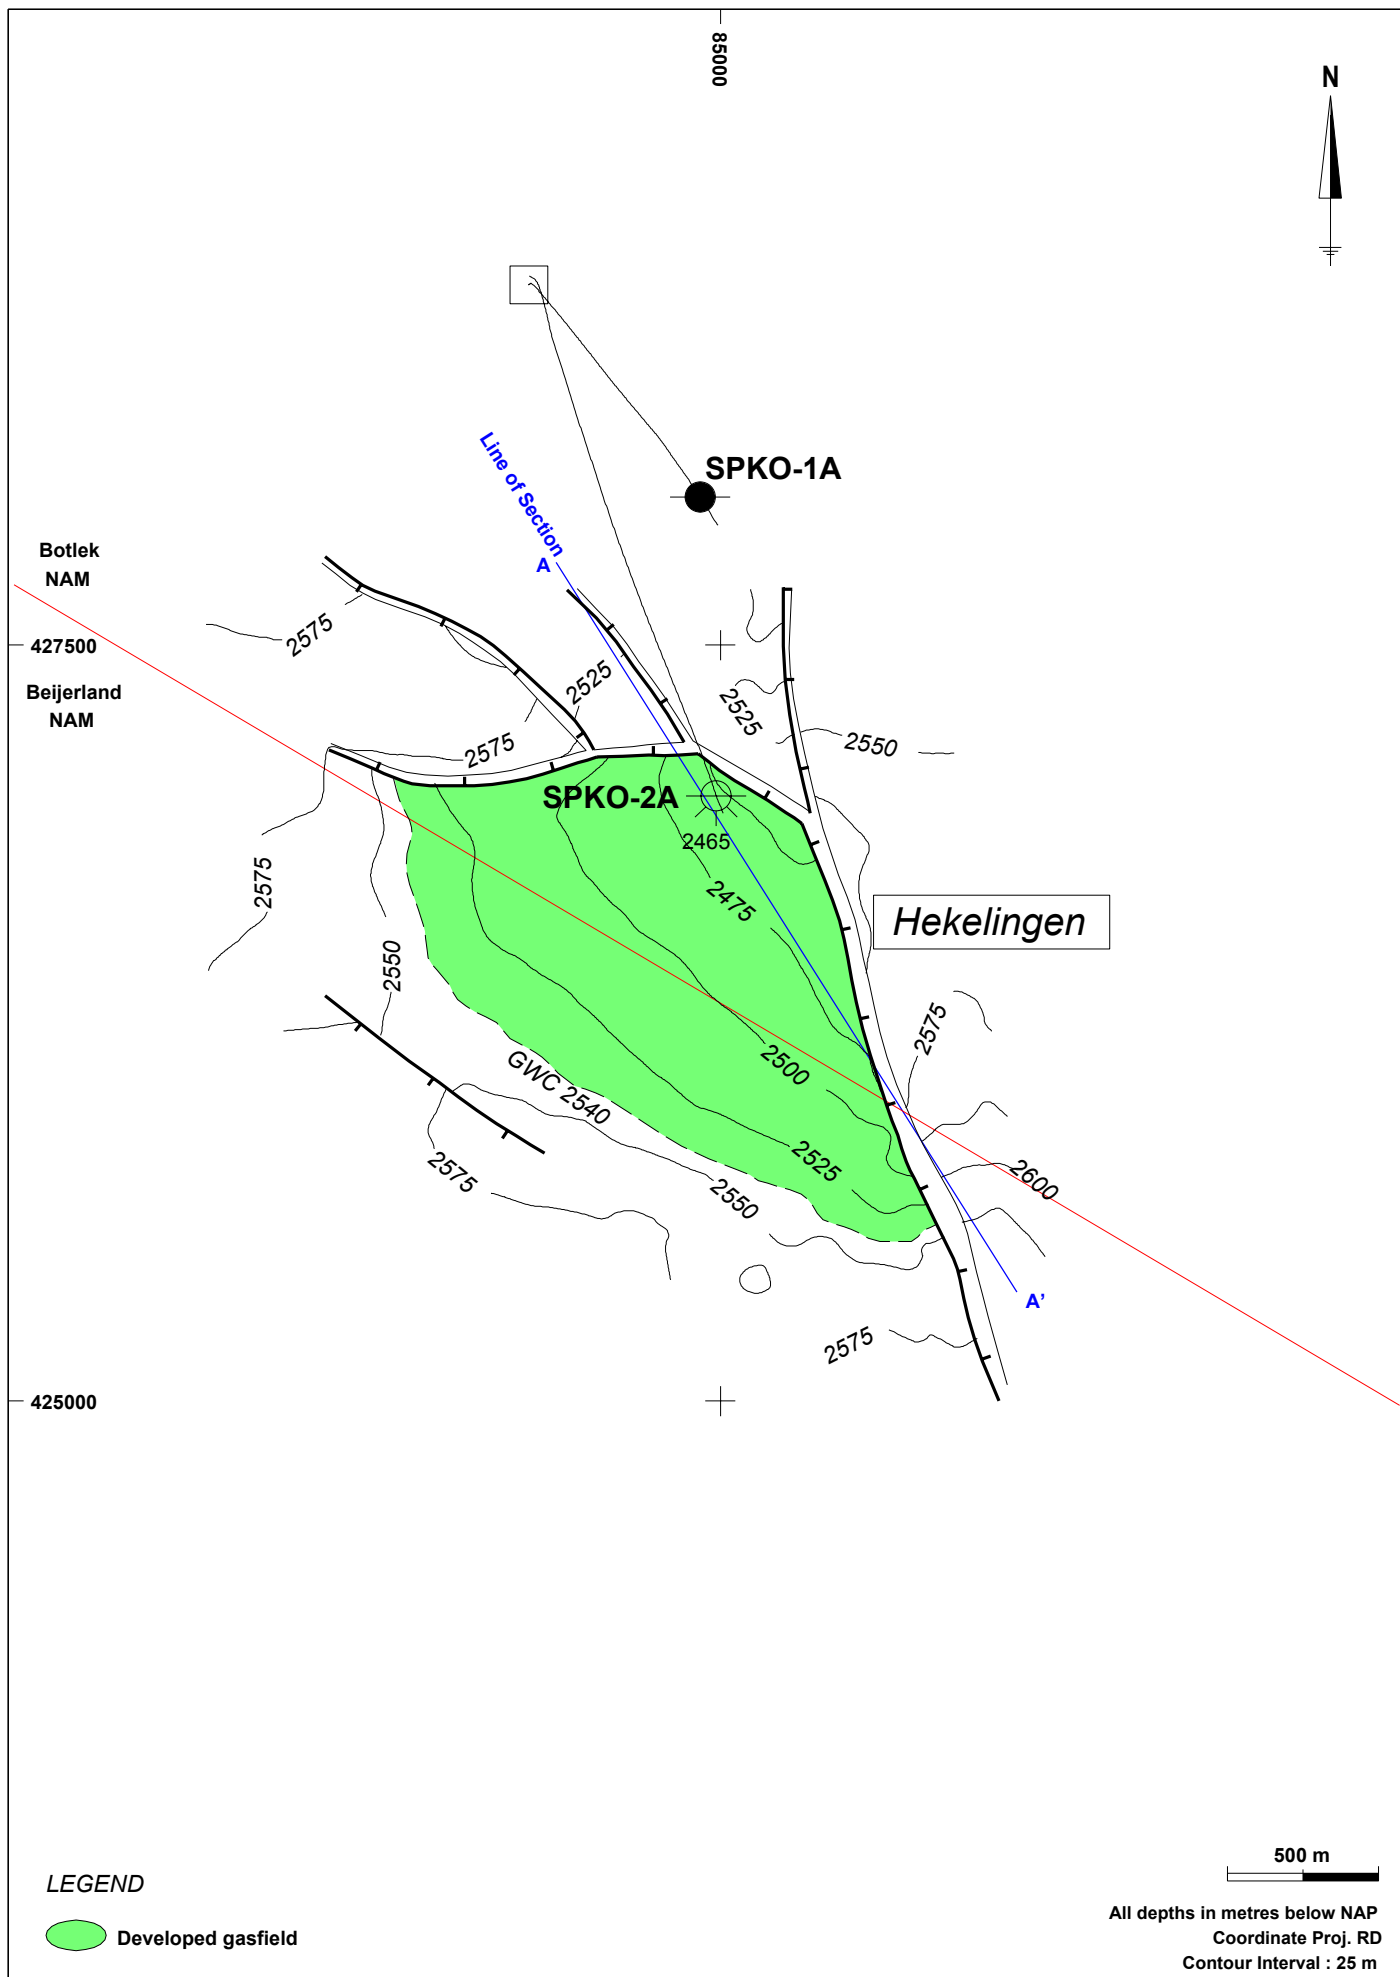 85000
N
SPKO-1A
Line of Section
A
Botlek
NAM
427500
Beijerland
NAM
2575
2525
2525
2550
2575
SPKO-2A
2465
2575
2475
Hekelingen
2550
2575
GWC 2540
2500
2525
2575
2550
2600
A'
2575
425000
500 m
LEGEND
Developed gasfield
All depths in metres below NAP
Coordinate Proj. RD
Contour Interval : 25 m